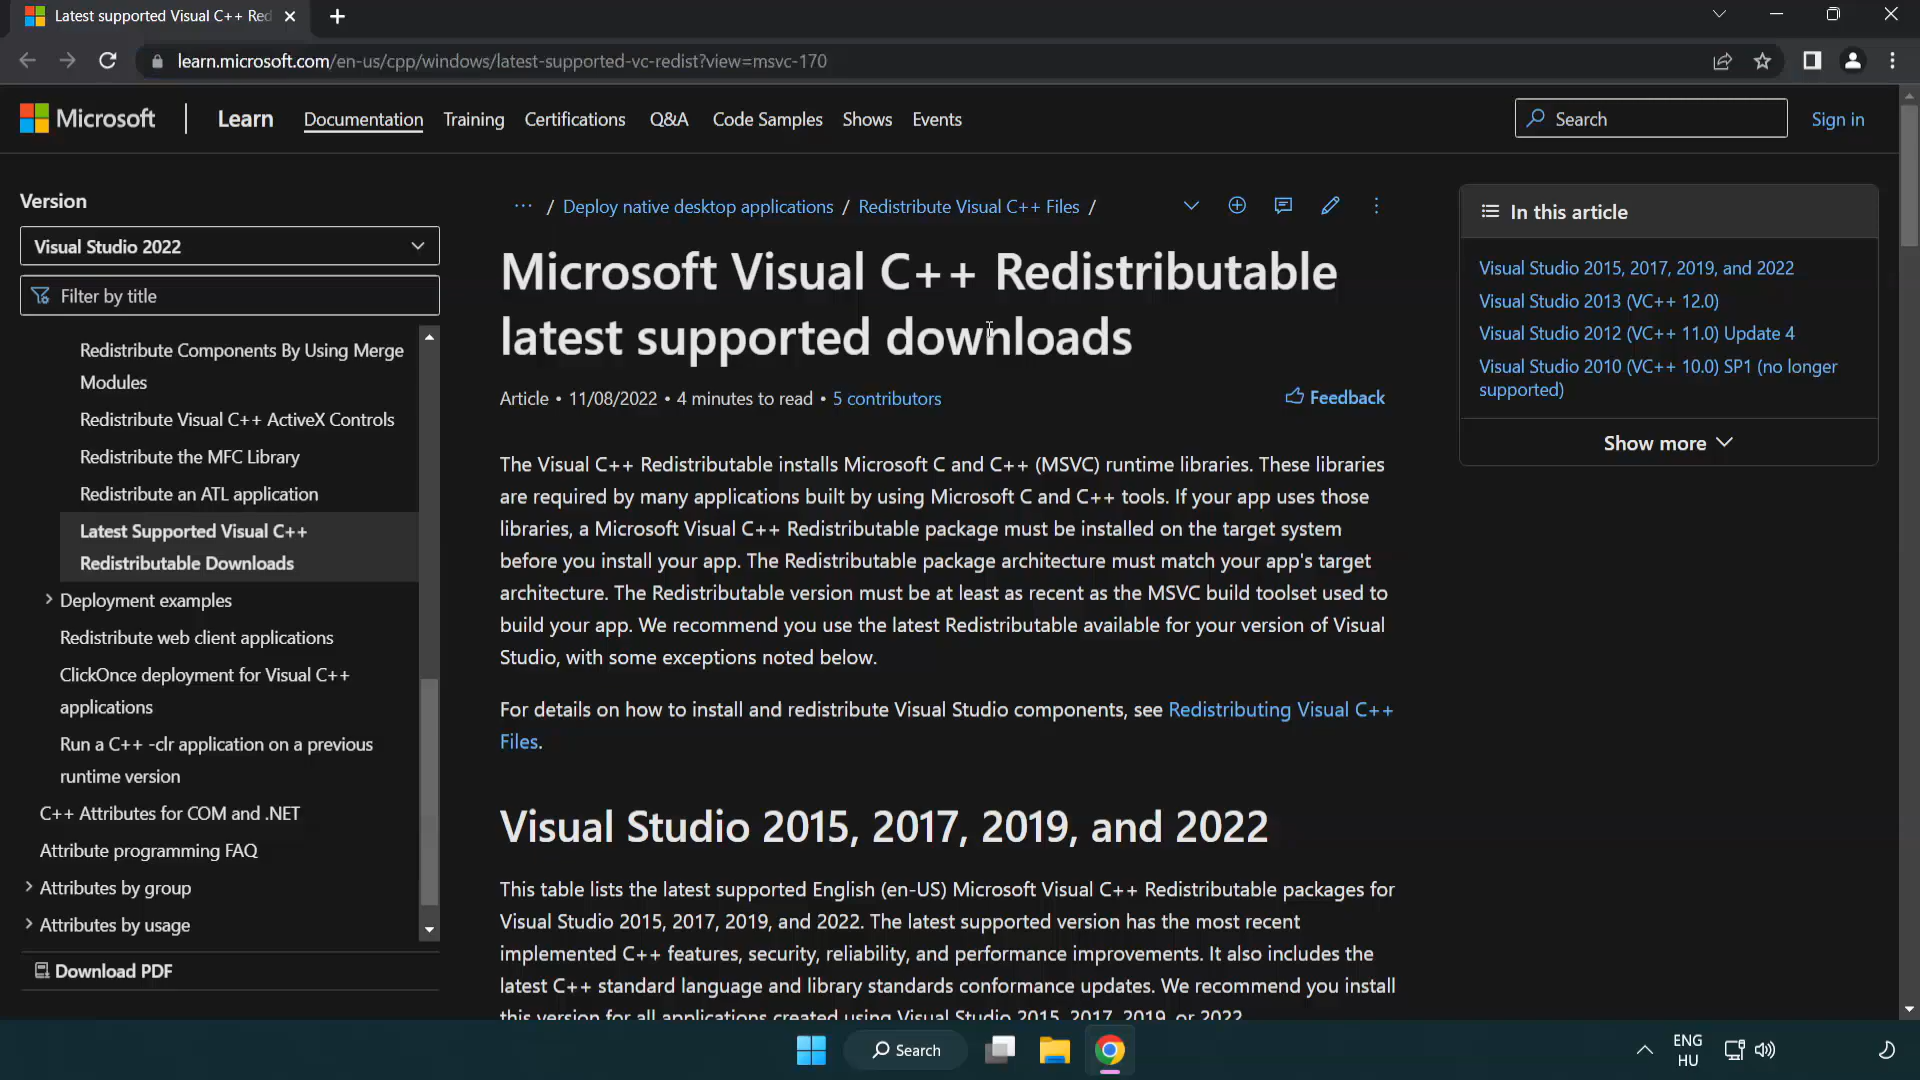 Latest supported Visual C++ Red
learn.microsoft.com/en-us/cpp/windows/latest-supported-vc-redist?view=msvc-170
Microsoft | Learn Documentation Training Certifications Q&A Code Samples Shows Events Search Sign in
Version
Visual Studio 2022
Filter by title
Redistribute Components By Using Merge
Modules
Redistribute Visual C++ ActiveX Controls
Redistribute the MFC Library
Redistribute an ATL application
Latest Supported Visual C++
Redistributable Downloads
Deployment examples
Redistribute web client applications
ClickOnce deployment for Visual C++
applications
Run a C++ -clr application on a previous
runtime version
C++ Attributes for COM and .NET
Attribute programming FAQ
Attributes by group
Attributes by usage
Download PDF
... / Deploy native desktop applications / Redistribute Visual C++ Files /
Microsoft Visual C++ Redistributable
latest supported downloads
Article • 11/08/2022 • 4 minutes to read • 5 contributors
Feedback
The Visual C++ Redistributable installs Microsoft C and C++ (MSVC) runtime libraries. These libraries
are required by many applications built by using Microsoft C and C++ tools. If your app uses those
libraries, a Microsoft Visual C++ Redistributable package must be installed on the target system
before you install your app. The Redistributable package architecture must match your app's target
architecture. The Redistributable version must be at least as recent as the MSVC build toolset used to
build your app. We recommend you use the latest Redistributable available for your version of Visual
Studio, with some exceptions noted below.
For details on how to install and redistribute Visual Studio components, see Redistributing Visual C++
Files.
Visual Studio 2015, 2017, 2019, and 2022
This table lists the latest supported English (en-US) Microsoft Visual C++ Redistributable packages for
Visual Studio 2015, 2017, 2019, and 2022. The latest supported version has the most recent
implemented C++ features, security, reliability, and performance improvements. It also includes the
latest C++ standard language and library standards conformance updates. We recommend you install
this version for all applications created using Visual Studio 2015, 2017, 2019, or 2022.
In this article
Visual Studio 2015, 2017, 2019, and 2022
Visual Studio 2013 (VC++ 12.0)
Visual Studio 2012 (VC++ 11.0) Update 4
Visual Studio 2010 (VC++ 10.0) SP1 (no longer
supported)
Show more
Search
ENG
HU